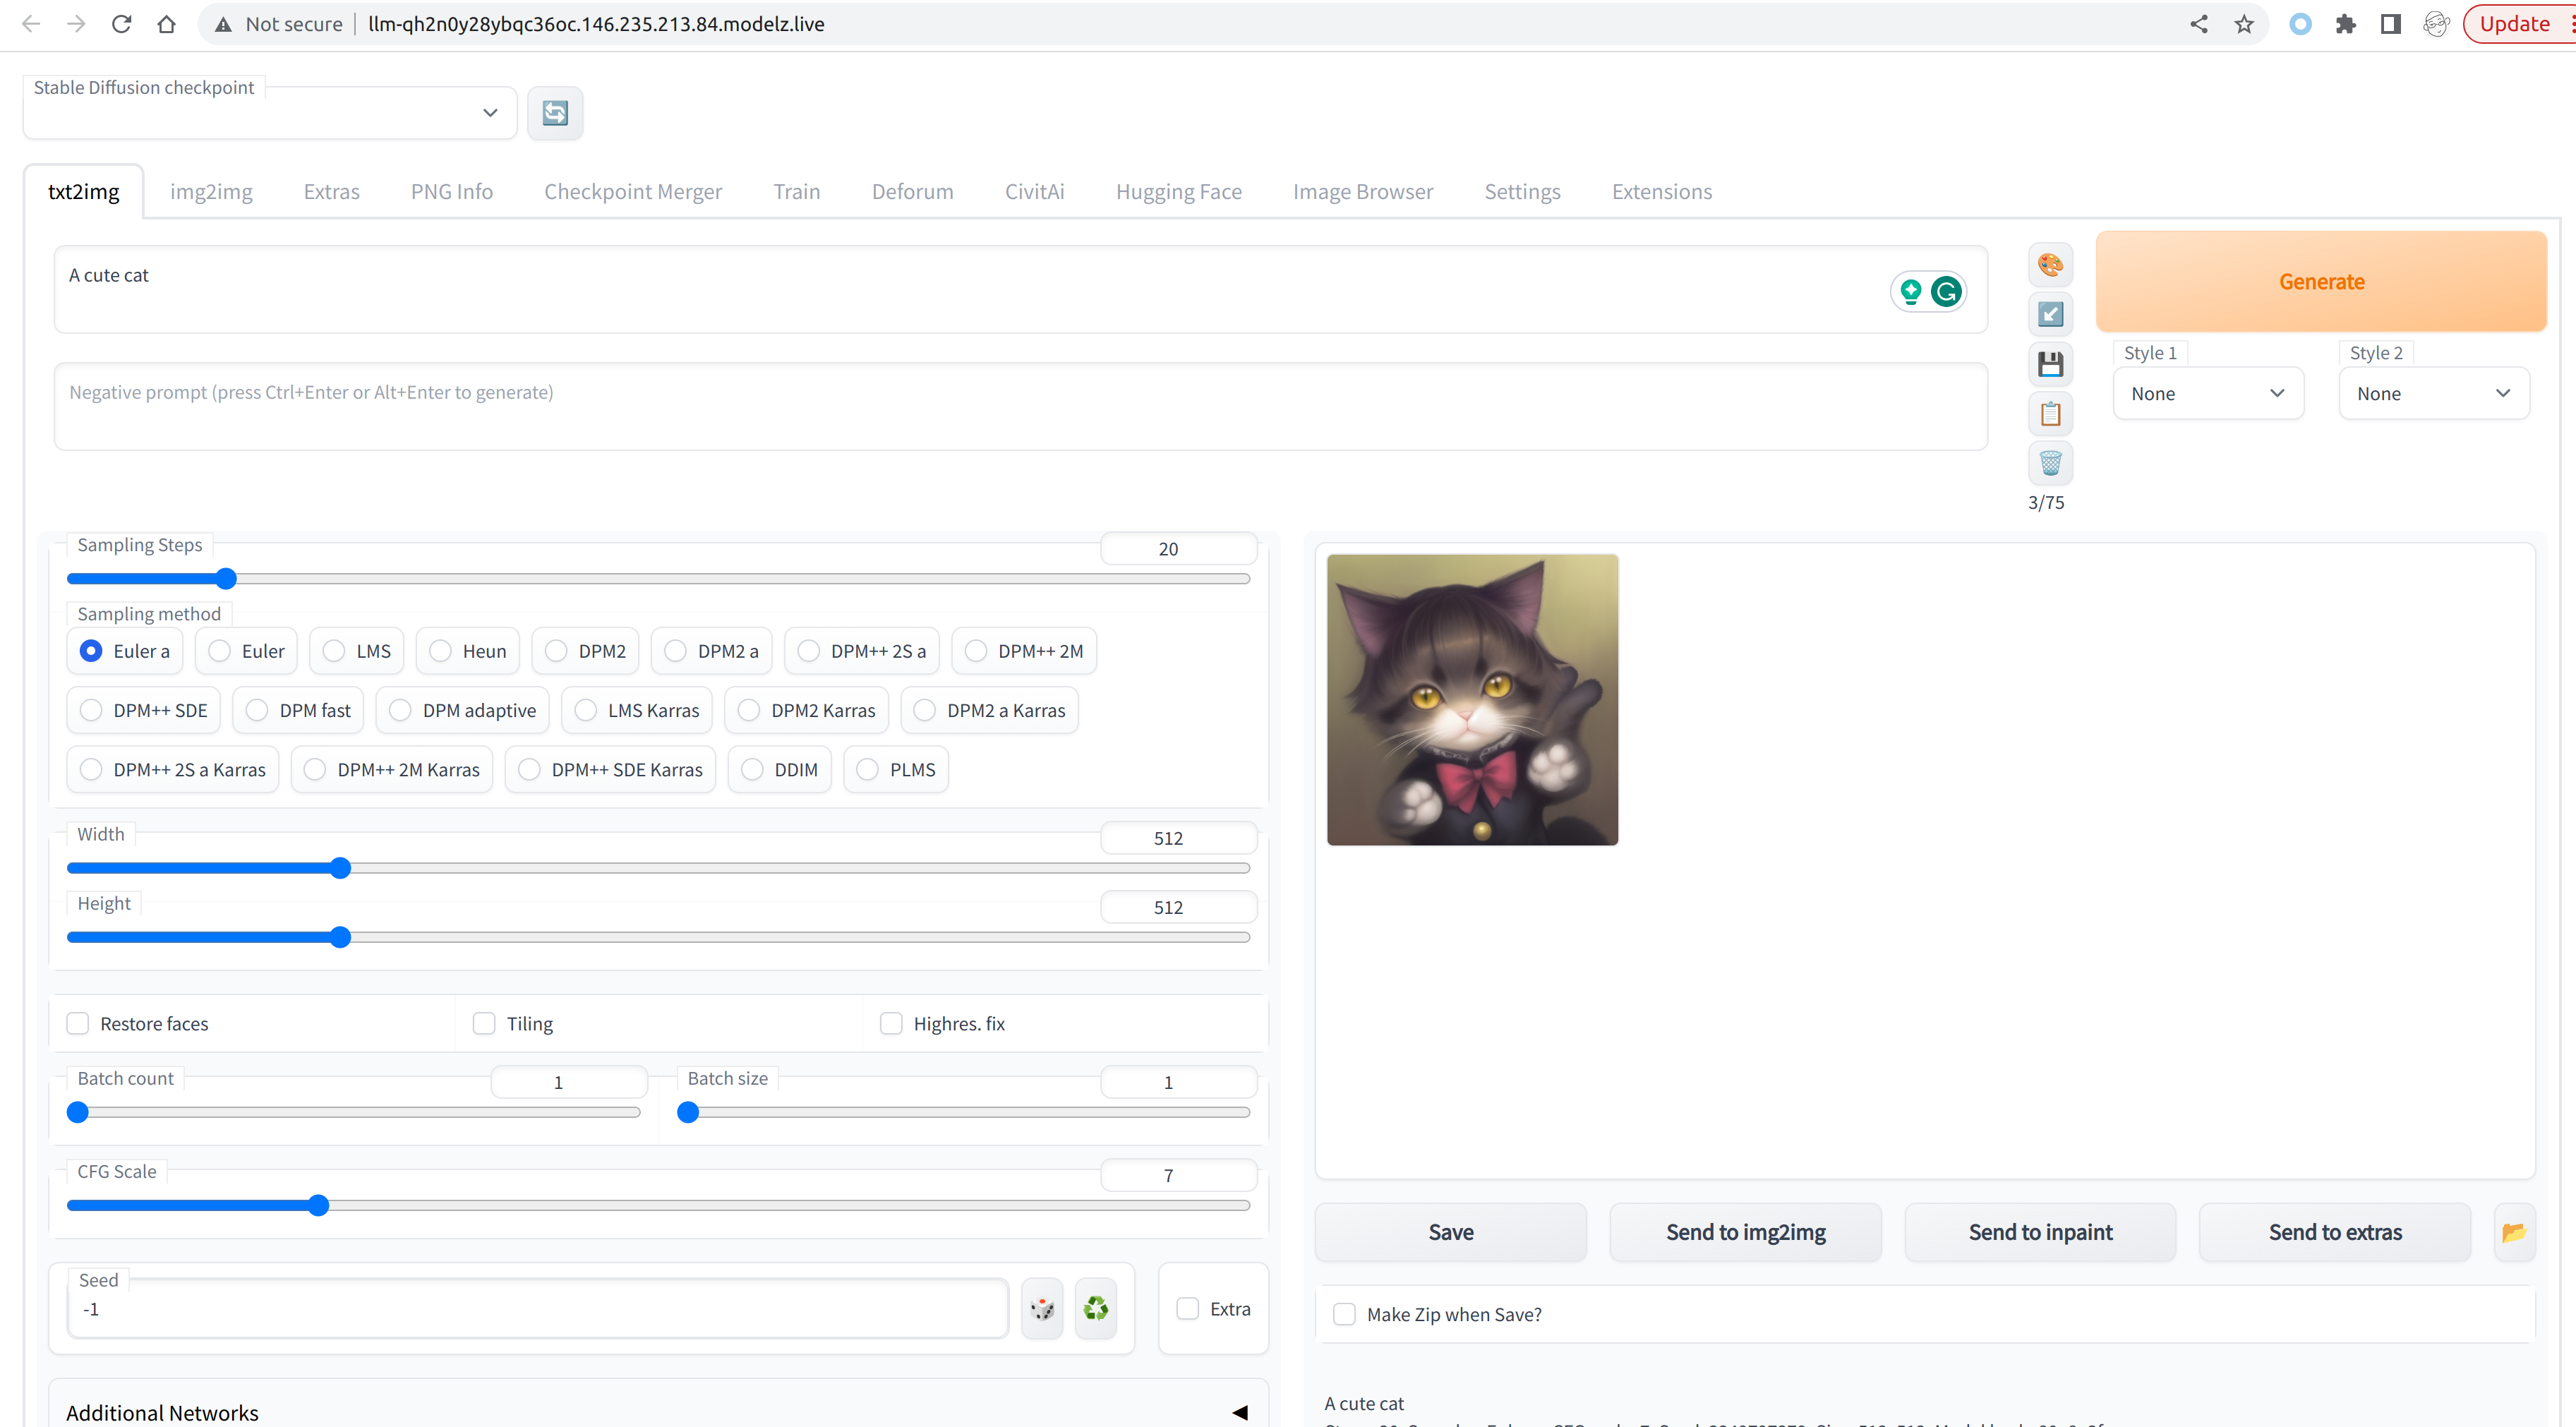 Not secure | llm-qh2n0y28ybqc36oc.146.235.213.84.modelz.live
Update
Stable Diffusion checkpoint
txt2img img2img Extras PNG Info Checkpoint Merger Train Deforum CivitAi Hugging Face Image Browser Settings Extensions
A cute cat
Generate
Negative prompt (press Ctrl+Enter or Alt+Enter to generate)
Style 1 Style 2
None None
3/75
Sampling Steps 20
Sampling method
Euler a Euler LMS Heun DPM2 DPM2 a DPM++ 2S a DPM++ 2M
DPM++ SDE DPM fast DPM adaptive LMS Karras DPM2 Karras DPM2 a Karras
DPM++ 2S a Karras DPM++ 2M Karras DPM++ SDE Karras DDIM PLMS
Width 512
Height 512
Restore faces Tiling Highres. fix
Batch count 1 Batch size 1
CFG Scale 7
Seed
-1
Extra
Additional Networks
Save Send to img2img Send to inpaint Send to extras
Make Zip when Save?
A cute cat